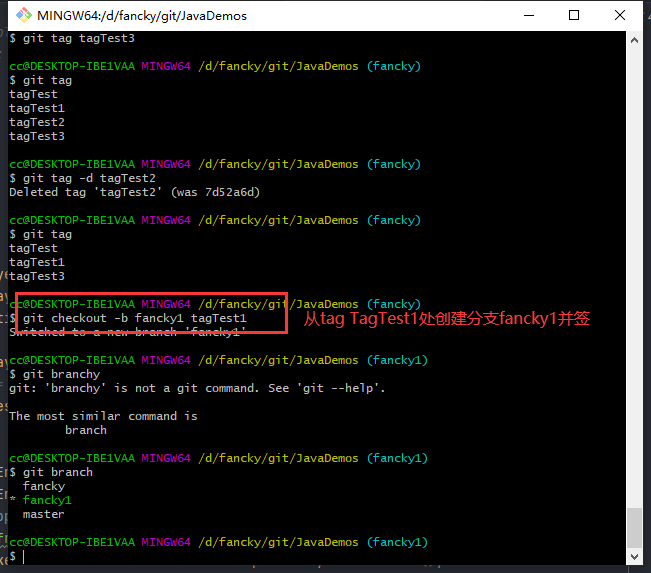 MINGW64:/d/fancky/git/JavaDemos
$ git tag tagTest3
cc@DESKTOP-IBE1VAA MINGW64 /d/fancky/git/JavaDemos (fancky)
$ git tag
tagTest
tagTest1
tagTest2
tagTest3
cc@DESKTOP-IBE1VAA MINGW64 /d/fancky/git/JavaDemos (fancky)
$ git tag -d tagTest2
Deleted tag 'tagTest2' (was 7d52a6d)
cc@DESKTOP-IBE1VAA MINGW64 /d/fancky/git/JavaDemos (fancky)
$ git tag
tagTest
tagTest1
tagTest3
cc@DESKTOP-IBE1VAA MINGW64 /d/fancky/git/JavaDemos (fancky)
$ git checkout -b fancky1 tagTest1 从tag TagTest1处创建分支fancky1并签
Switched to a new branch 'fancky1'
cc@DESKTOP-IBE1VAA MINGW64 /d/fancky/git/JavaDemos (fancky1)
$ git branchy
git: 'branchy' is not a git command. See 'git --help'.
The most similar command is
branch
cc@DESKTOP-IBE1VAA MINGW64 /d/fancky/git/JavaDemos (fancky1)
$ git branch
fancky
* fancky1
master
cc@DESKTOP-IBE1VAA MINGW64 /d/fancky/git/JavaDemos (fancky1)
$